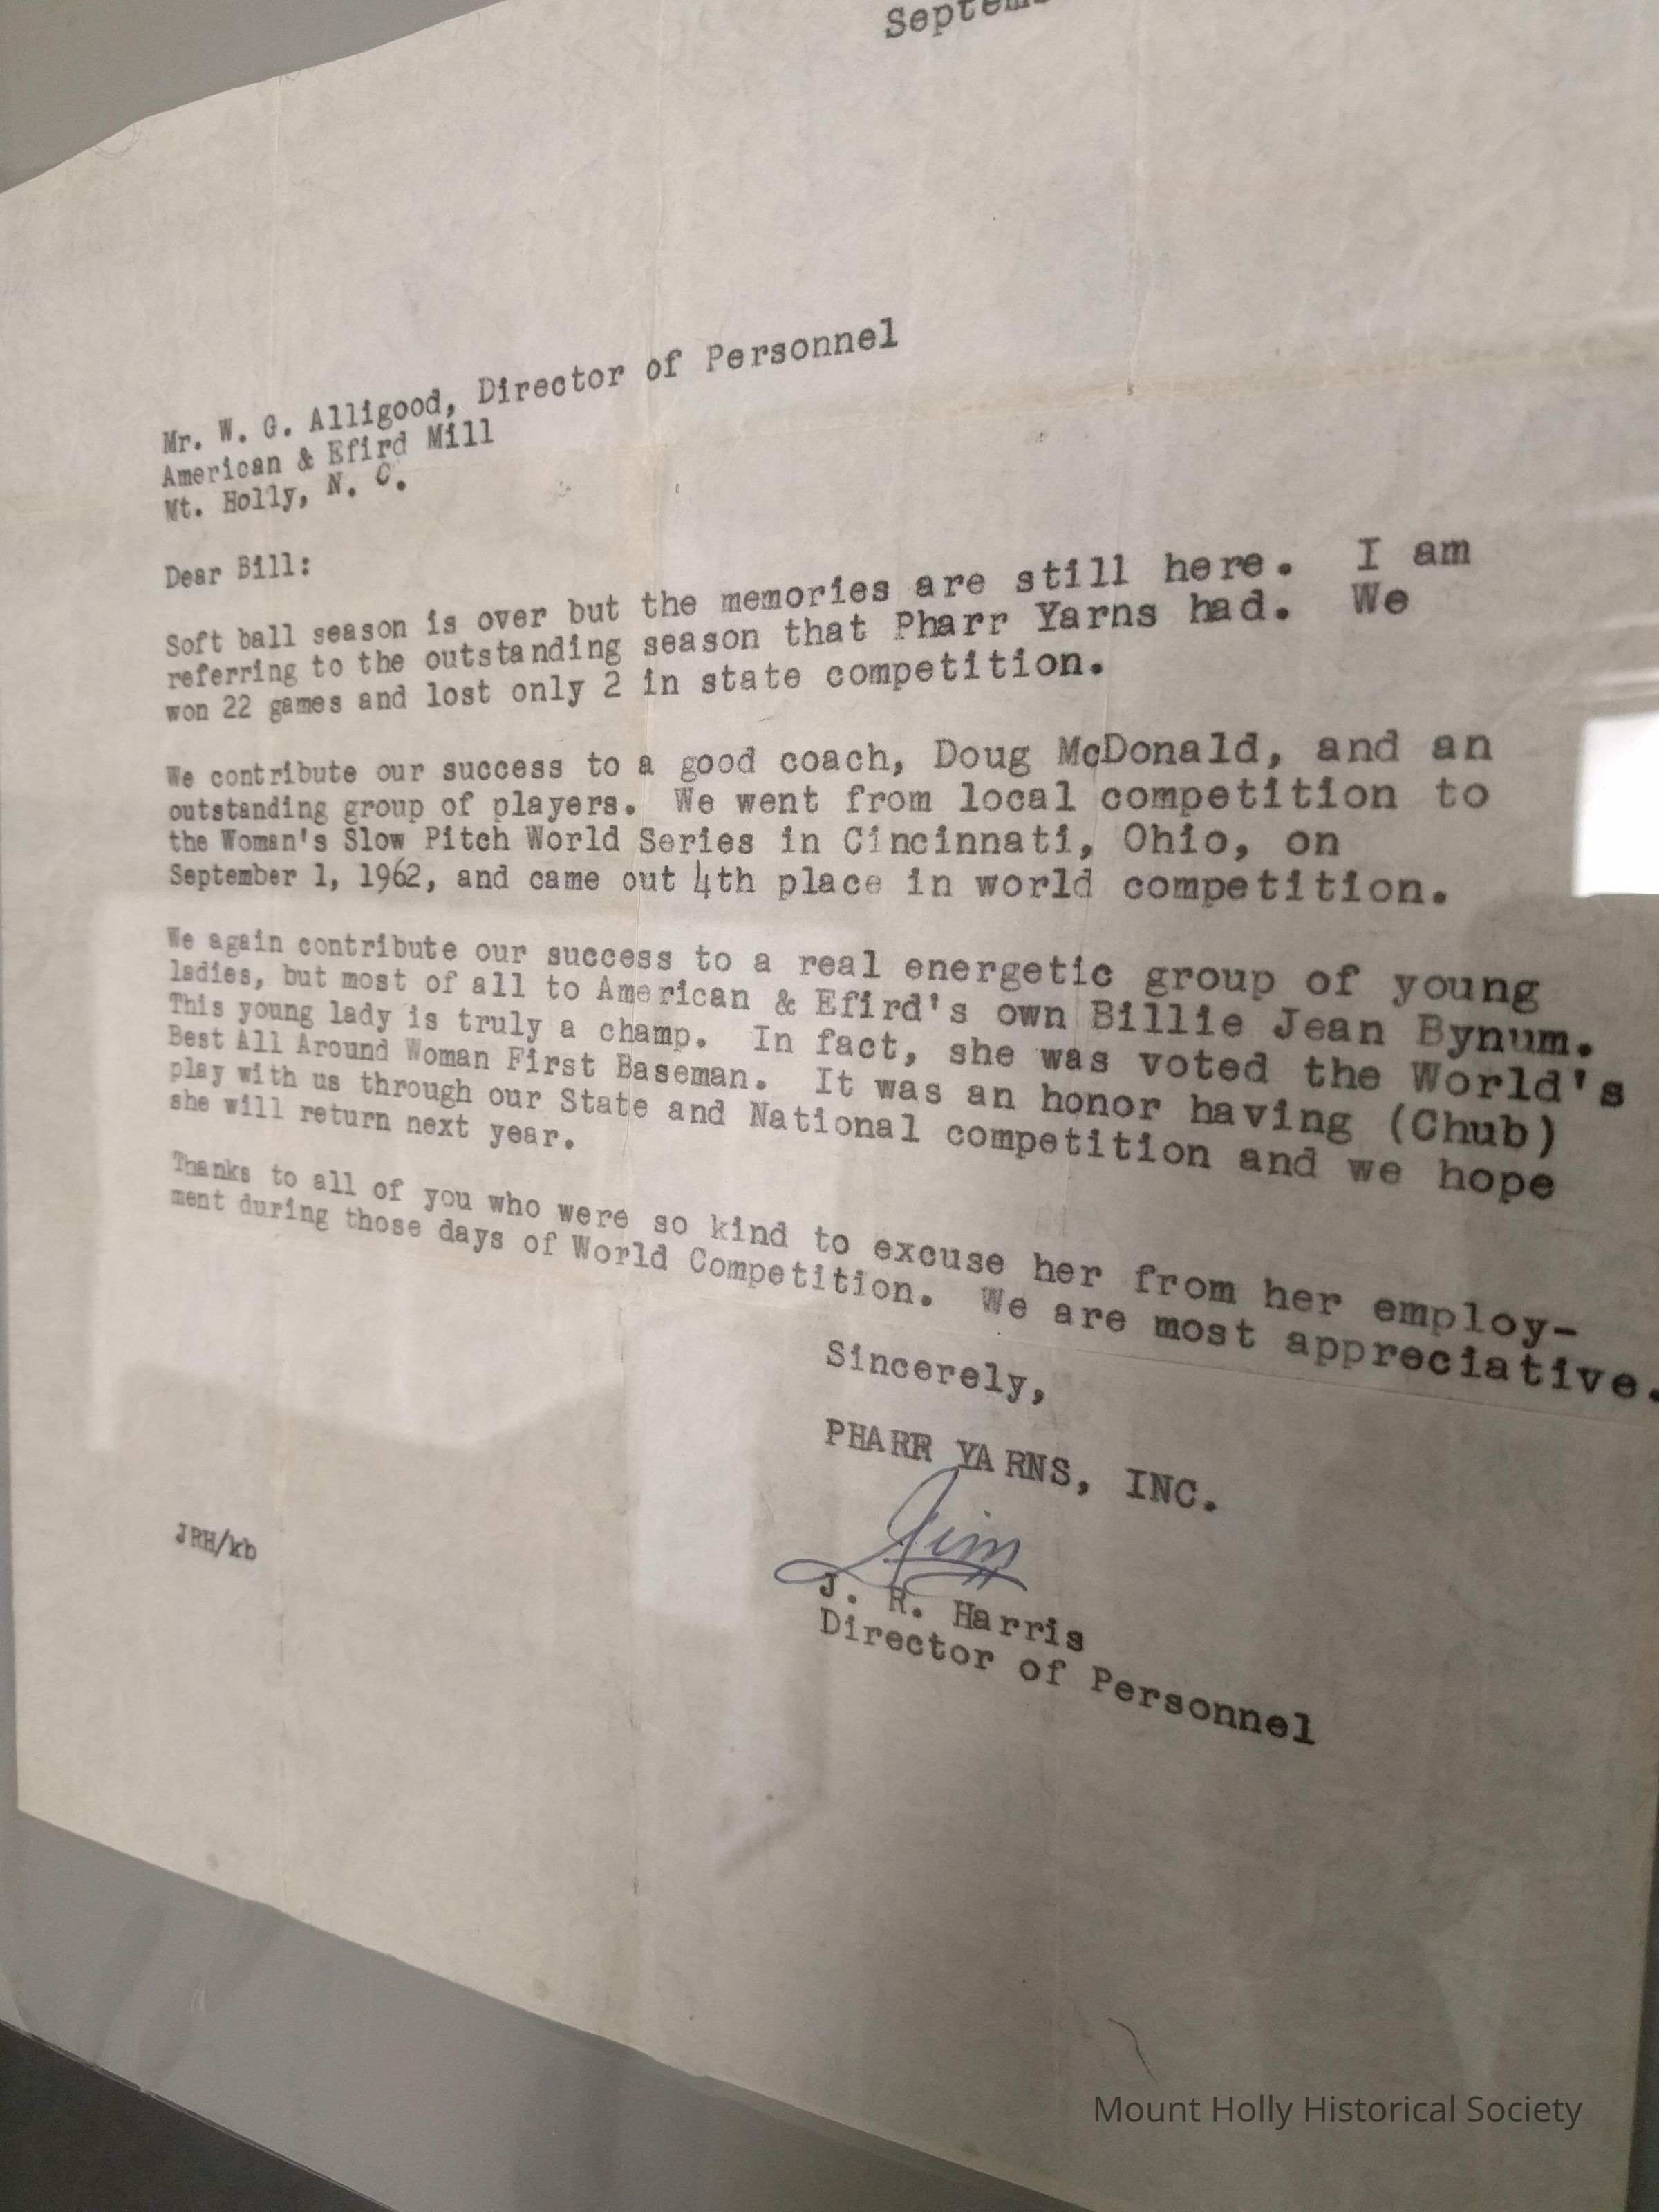 Mr. W. G. Alligood, Director of Personnel
American & Efird Mill
Mt. Holly, N. C.
Dear Bill:
Soft ball season is over but the memories are still here. I am
referring to the outstanding season that Pharr Yarns had. We
won 22 games and lost only 2 in state competition.
We contribute our success to a good coach, Doug McDonald, and an
outstanding group of players. We went from local competition to
the Woman's Slow Pitch World Series in Cincinnati, Ohio, on
September 1, 1962, and came out 4th place in world competition.
We again contribute our success to a real energetic group of young
ladies, but most of all to American & Efird's own Billie Jean Bynum.
This young lady is truly a champ. In fact, she was voted the World's
Best All Around Woman First Baseman. It was an honor having (Chub)
play with us through our State and National competition and we hope
she will return next year.
Thanks to all of you who were so kind to excuse her from her employ-
ment during those days of World Competition. We are most appreciative.
Sincerely,
PHARR YARNS, INC.
Jim
J. R. Harris
Director of Personnel
JRH/kb
Mount Holly Historical Society